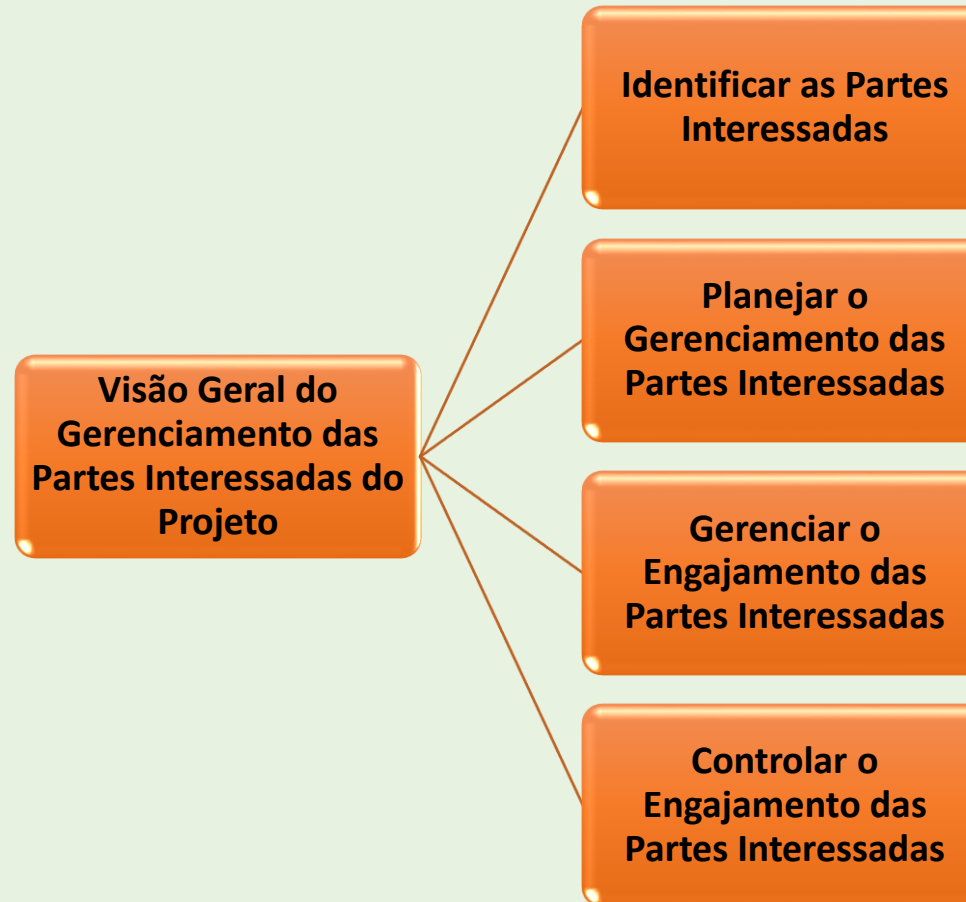 Visão Geral do
Gerenciamento das
Partes Interessadas do
Projeto
Identificar as Partes
Interessadas
Planejar o
Gerenciamento das
Partes Interessadas
Gerenciar o
Engajamento das
Partes Interessadas
Controlar o
Engajamento das
Partes Interessadas